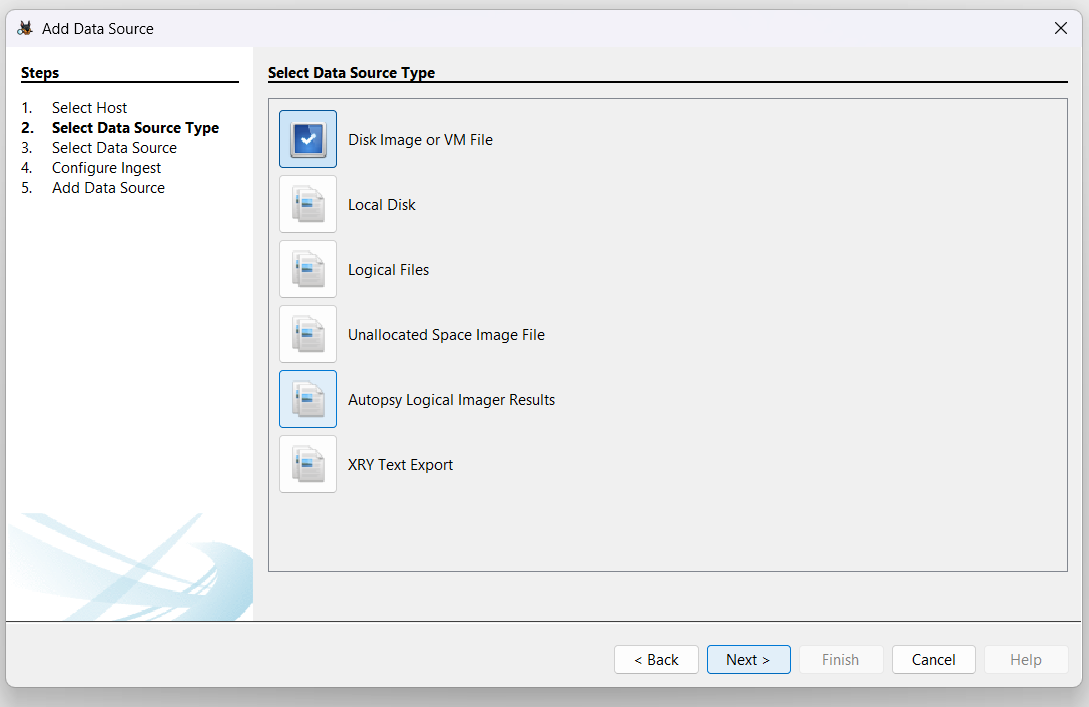 Add Data Source
Steps
1. Select Host
2. Select Data Source Type
3. Select Data Source
4. Configure Ingest
5. Add Data Source
Select Data Source Type
Disk Image or VM File
Local Disk
Logical Files
Unallocated Space Image File
Autopsy Logical Imager Results
XRY Text Export
< Back Next > Finish Cancel Help